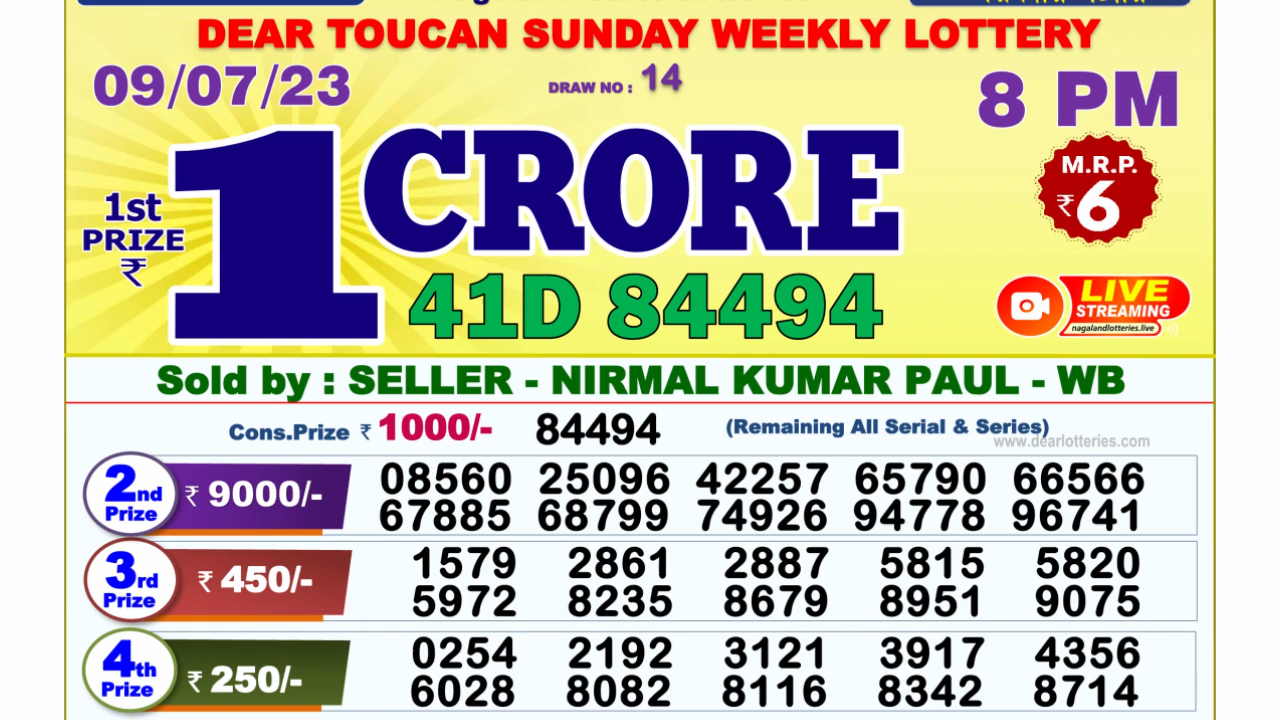 DEAR TOUCAN SUNDAY WEEKLY LOTTERY
09/07/23
DRAW NO : 14
8 PM
1st
PRIZE
₹
1 CRORE
M.R.P.
₹6
41D 84494
LIVE
STREAMING
nagalandlotteries.live
Sold by : SELLER - NIRMAL KUMAR PAUL - WB
Cons.Prize ₹ 1000/- 84494 (Remaining All Serial & Series)
www.dearlotteries.com
2nd Prize ₹ 9000/-
08560 25096 42257 65790 66566
67885 68799 74926 94778 96741
3rd Prize ₹ 450/-
1579 2861 2887 5815 5820
5972 8235 8679 8951 9075
4th Prize ₹ 250/-
0254 2192 3121 3917 4356
6028 8082 8116 8342 8714